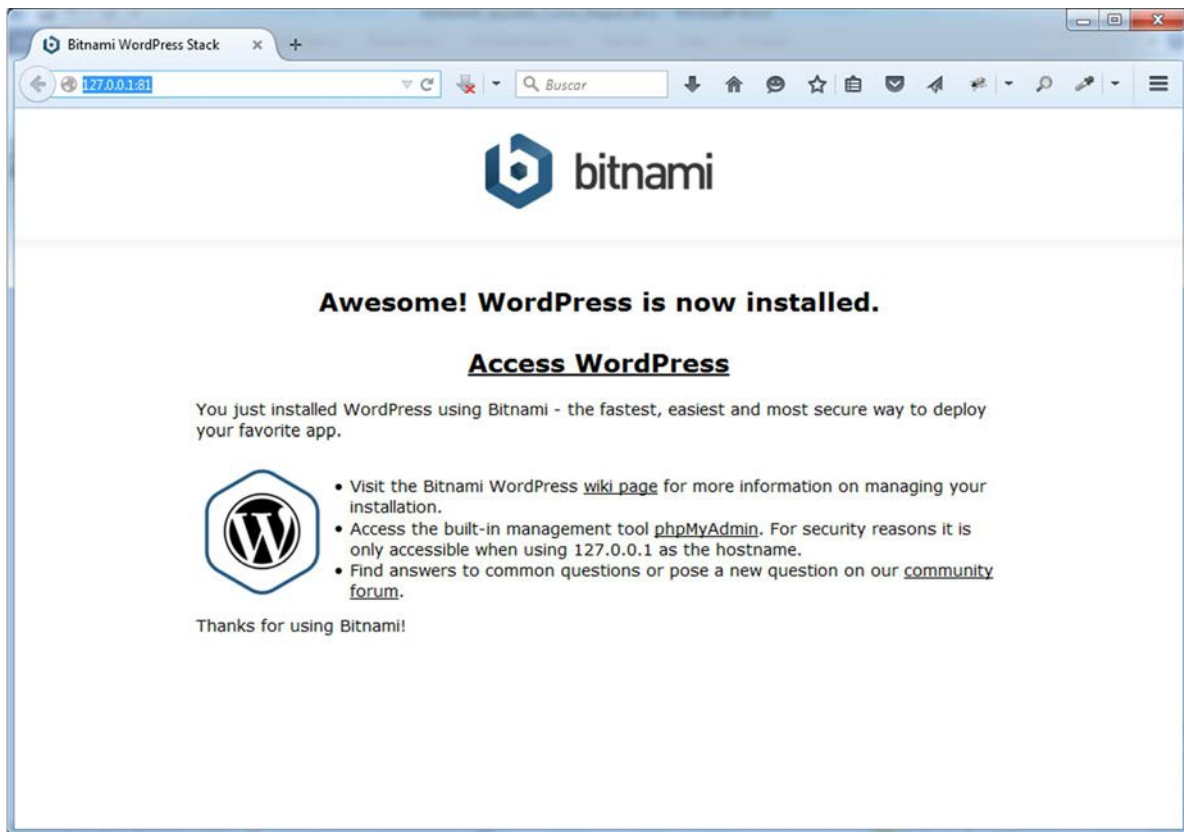 Bitnami WordPress Stack
127.0.0.1:81
Buscar
bitnami
Awesome! WordPress is now installed.
Access WordPress
You just installed WordPress using Bitnami - the fastest, easiest and most secure way to deploy
your favorite app.
• Visit the Bitnami WordPress wiki page for more information on managing your
installation.
• Access the built-in management tool phpMyAdmin. For security reasons it is
only accessible when using 127.0.0.1 as the hostname.
• Find answers to common questions or pose a new question on our community
forum.
Thanks for using Bitnami!